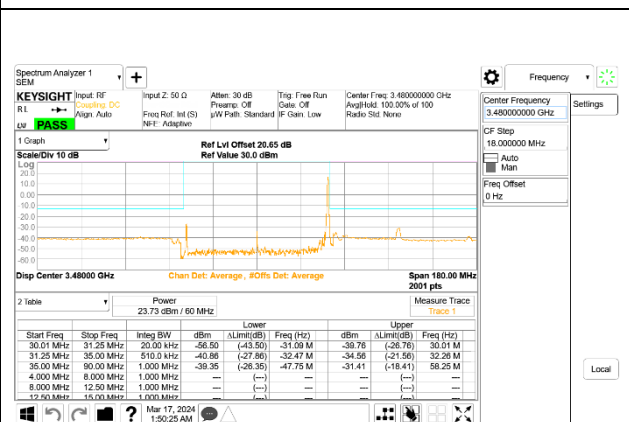 Spectrum Analyzer 1
SEM
Frequency
KEYSIGHT Input: RF Input Z: 50 Ω Atten: 30 dB Trig: Free Run Center Freq: 3.480000000 GHz
RL Coupling: DC Preamp: Off Gate: Off Avg|Hold: 100.00% of 100
Align: Auto Freq Ref: Int (S) µW Path: Standard IF Gain: Low Radio Std: None
NFE: Adaptive
PASS
Center Frequency
3.480000000 GHz
Settings
CF Step
18.000000 MHz
Auto
Man
Freq Offset
0 Hz
1 Graph
Ref Lvl Offset 20.65 dB
Scale/Div 10 dB Ref Value 30.0 dBm
Log
20.0
10.0
0.00
-10.0
-20.0
-30.0
-40.0
-50.0
-60.0
Disp Center 3.48000 GHz Chan Det: Average, #Offs Det: Average Span 180.00 MHz
2001 pts
2 Table Power Measure Trace
23.73 dBm / 60 MHz Trace 1
Lower Upper
Start Freq Stop Freq Integ BW dBm ΔLimit(dB) Freq (Hz) dBm ΔLimit(dB) Freq (Hz)
30.01 MHz 31.25 MHz 20.00 kHz -56.50 (-43.50) -31.09 M -39.76 (-26.76) 30.01 M
31.25 MHz 35.00 MHz 510.0 kHz -40.86 (-27.86) -32.47 M -34.56 (-21.56) 32.26 M
35.00 MHz 90.00 MHz 1.000 MHz -39.35 (-26.35) -47.75 M -31.41 (-18.41) 58.25 M
4.000 MHz 8.000 MHz 1.000 MHz --- (---) --- --- (---) ---
8.000 MHz 12.50 MHz 1.000 MHz --- (---) --- --- (---) ---
12.50 MHz 15.00 MHz 1.000 MHz --- (---) --- --- (---) ---
Local
? Mar 17, 2024
1:50:25 AM